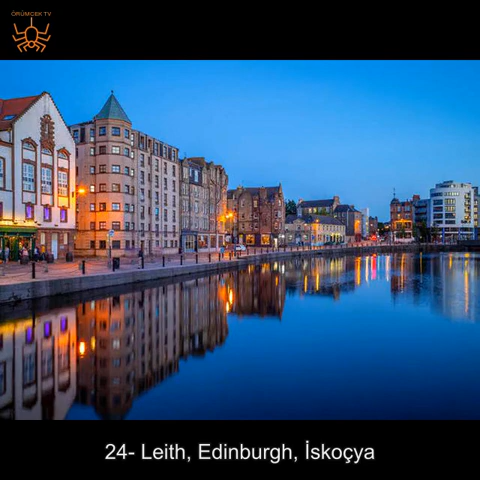 ÖRÜMCEK TV
24- Leith, Edinburgh, İskoçya